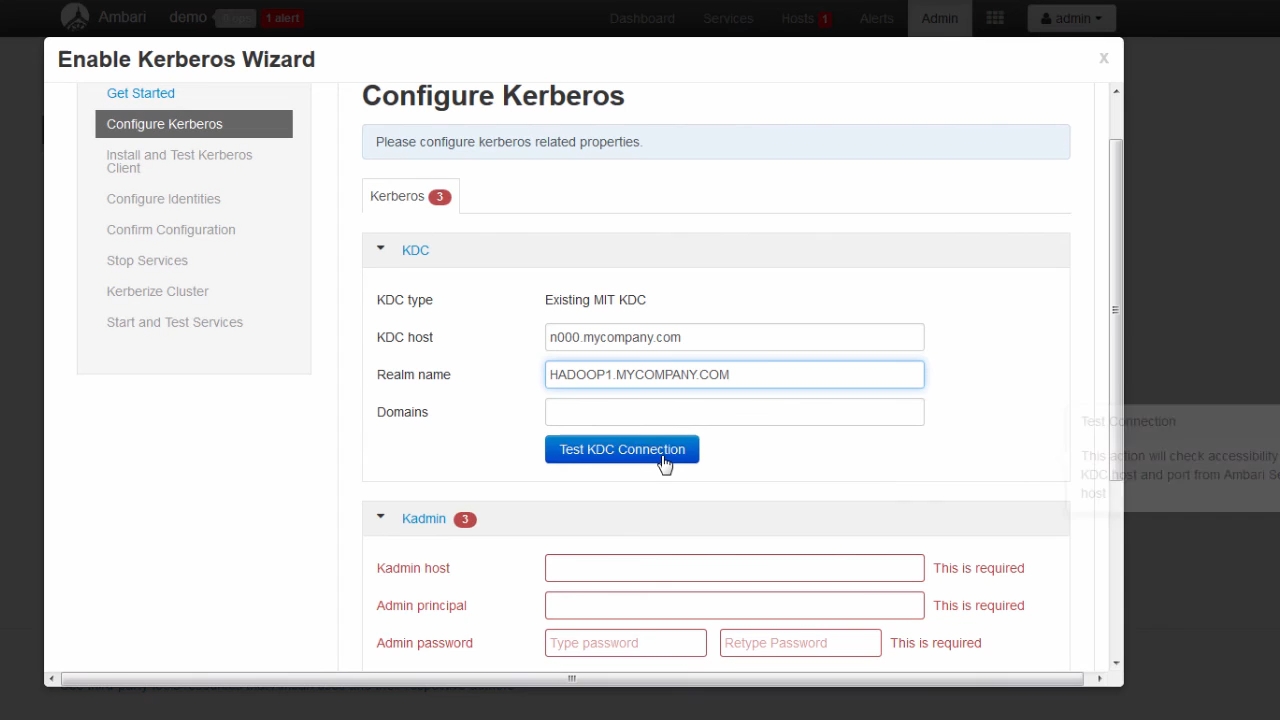 Ambari demo 0 ops 1 alert Dashboard Services Hosts 1 Alerts Admin admin
Enable Kerberos Wizard x
Get Started
Configure Kerberos
Install and Test Kerberos
Client
Configure Identities
Confirm Configuration
Stop Services
Kerberize Cluster
Start and Test Services
Configure Kerberos
Please configure kerberos related properties.
Kerberos 3
KDC
KDC type Existing MIT KDC
KDC host n000.mycompany.com
Realm name HADOOP1.MYCOMPANY.COM
Domains
Test KDC Connection
Test Connection
This action will check accessibility
KDC host and port from Ambari Se
host
Kadmin 3
Kadmin host This is required
Admin principal This is required
Admin password Type password Retype Password This is required